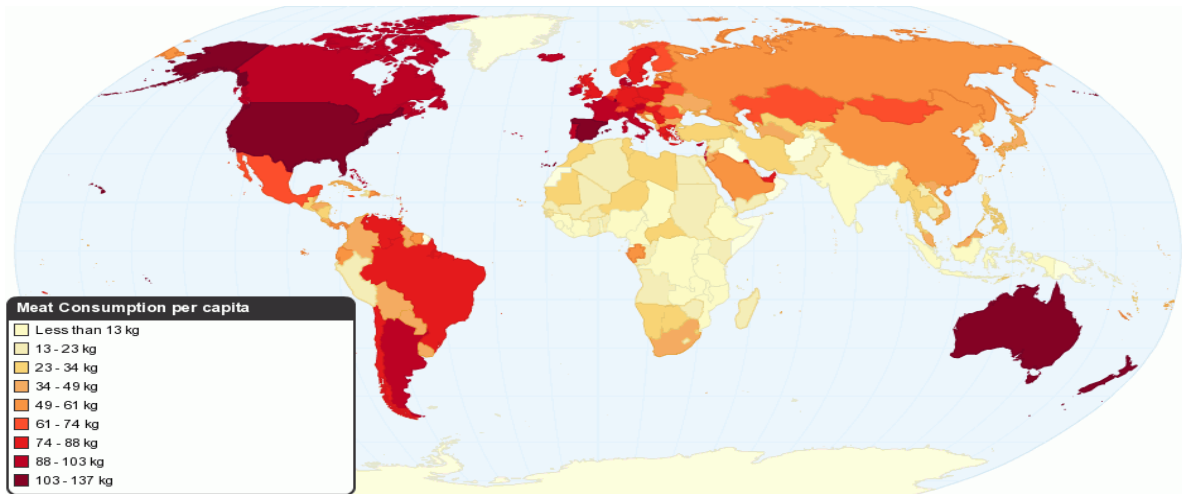 Meat Consumption per capita
Less than 13 kg
13 - 23 kg
23 - 34 kg
34 - 49 kg
49 - 61 kg
61 - 74 kg
74 - 88 kg
88 - 103 kg
103 - 137 kg